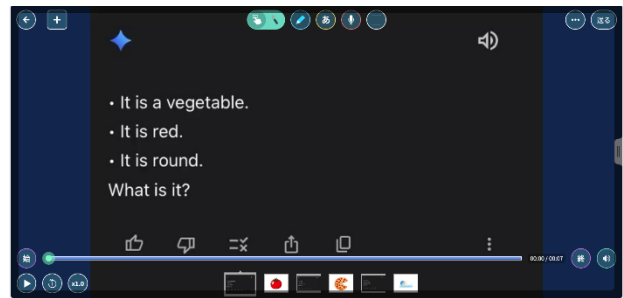 あ
送る
• It is a vegetable.
• It is red.
• It is round.
What is it?
始
00:00 / 00:07
終
x1.0